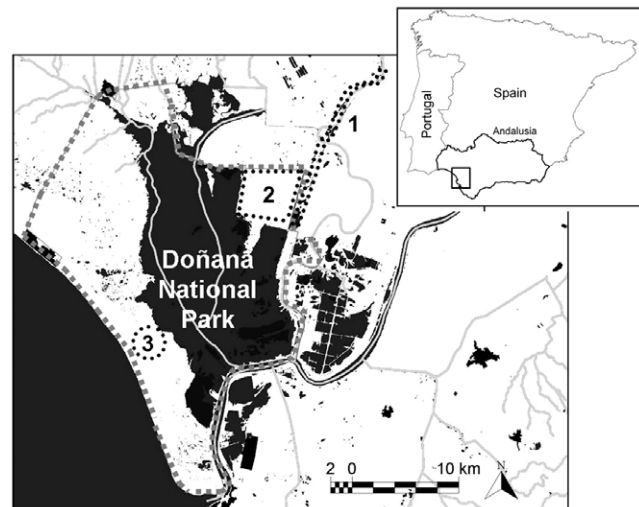 Portugal
Spain
Andalusia
1
2
Doñana
National
Park
3
2 0 10 km
N